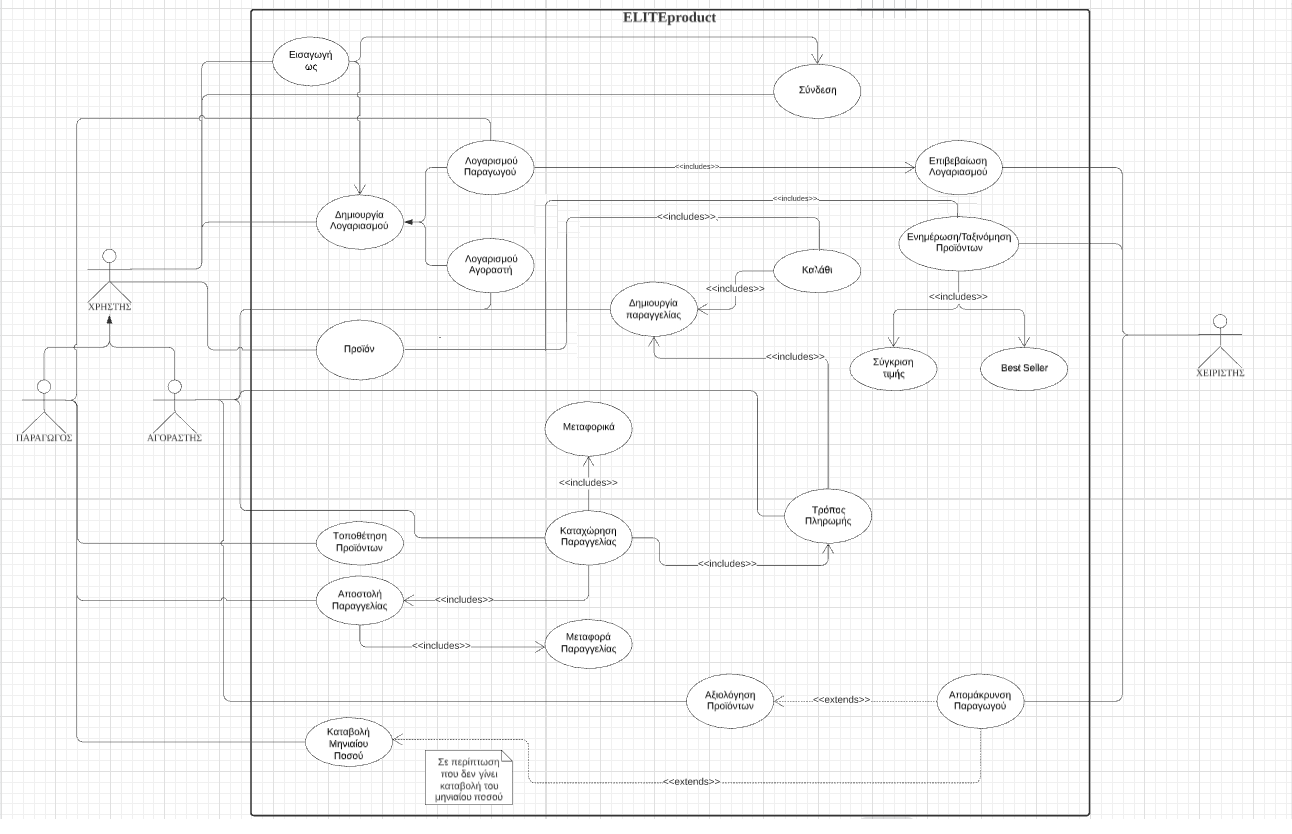 ELITEproduct
Εισαγωγή
ως
Σύνδεση
Λογαρισμού
Παραγωγού
<<includes>>
Επιβεβαίωση
Λογαριασμού
<<includes>>
Δημιουργία
Λογαριασμού
<<includes>>
Ενημέρωση/Ταξινόμηση
Προϊόντων
Λογαρισμού
Αγοραστή
Καλάθι
<<includes>>
<<includes>>
ΧΡΗΣΤΗΣ
Δημιουργία
παραγγελίας
Προϊόν
<<includes>>
Σύγκριση
τιμής
Best Seller
ΧΕΙΡΙΣΤΗΣ
ΠΑΡΑΓΩΓΟΣ
ΑΓΟΡΑΣΤΗΣ
Μεταφορικά
<<includes>>
Τρόπος
Πληρωμής
Τοποθέτηση
Προϊόντων
Καταχώρηση
Παραγγελίας
<<includes>>
Αποστολή
Παραγγελίας
<<includes>>
<<includes>>
Μεταφορά
Παραγγελίας
Αξιολόγηση
Προϊόντων
<<extends>>
Απομάκρυνση
Παραγωγού
Καταβολή
Μηνιαίου
Ποσού
Σε περίπτωση
που δεν γίνει
καταβολή του
μηνιαίου ποσού
<<extends>>